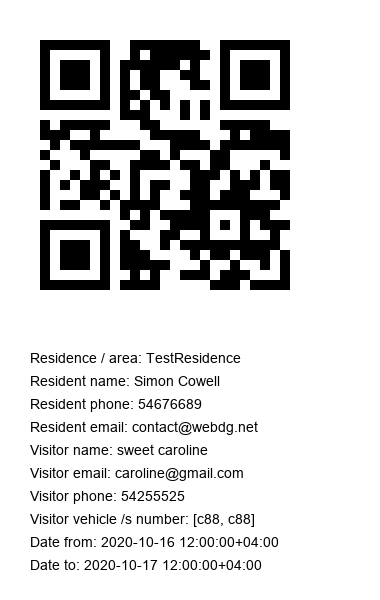 Residence / area: TestResidence
Resident name: Simon Cowell
Resident phone: 54676689
Resident email: contact@webdg.net
Visitor name: sweet caroline
Visitor email: caroline@gmail.com
Visitor phone: 54255525
Visitor vehicle /s number: [c88, c88]
Date from: 2020-10-16 12:00:00+04:00
Date to: 2020-10-17 12:00:00+04:00